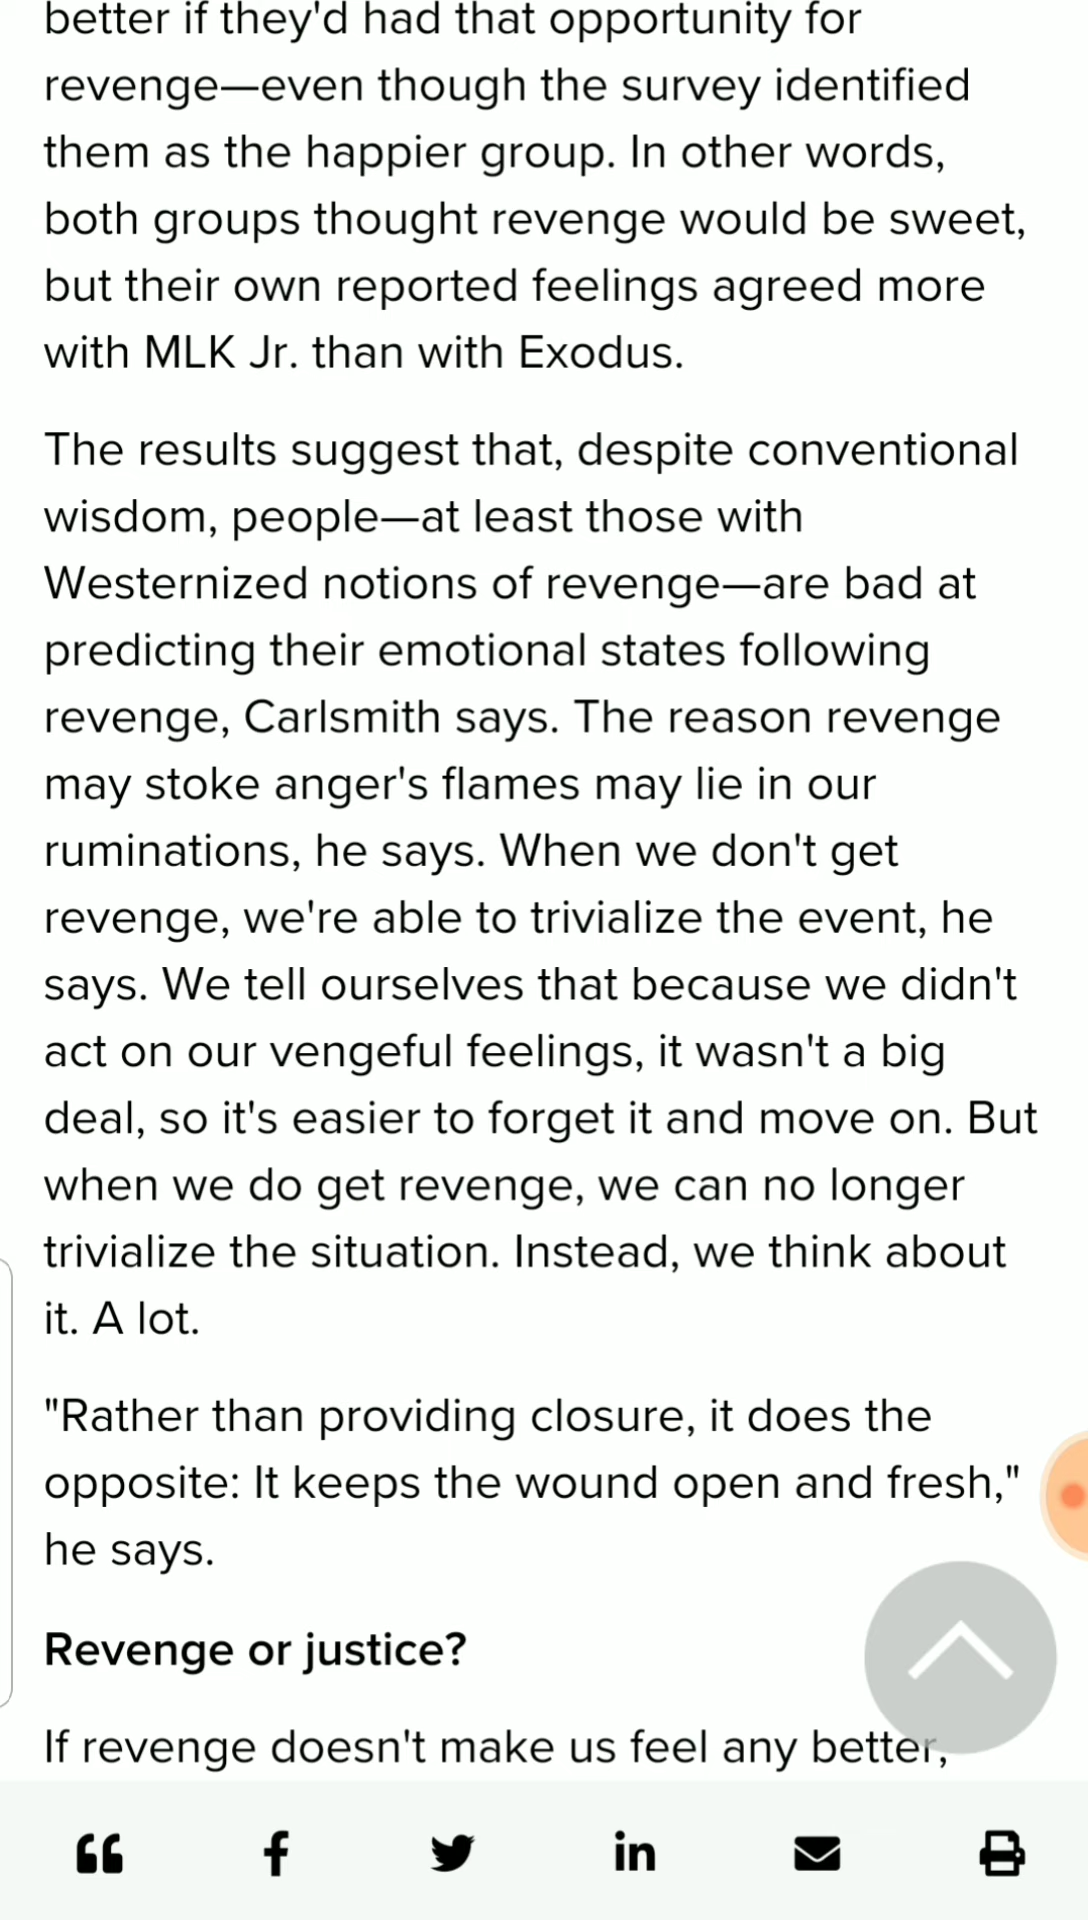 better if they'd had that opportunity for
revenge—even though the survey identified
them as the happier group. In other words,
both groups thought revenge would be sweet,
but their own reported feelings agreed more
with MLK Jr. than with Exodus.
The results suggest that, despite conventional
wisdom, people—at least those with
Westernized notions of revenge—are bad at
predicting their emotional states following
revenge, Carlsmith says. The reason revenge
may stoke anger's flames may lie in our
ruminations, he says. When we don't get
revenge, we're able to trivialize the event, he
says. We tell ourselves that because we didn't
act on our vengeful feelings, it wasn't a big
deal, so it's easier to forget it and move on. But
when we do get revenge, we can no longer
trivialize the situation. Instead, we think about
it. A lot.
"Rather than providing closure, it does the
opposite: It keeps the wound open and fresh,"
he says.
Revenge or justice?
If revenge doesn't make us feel any better,